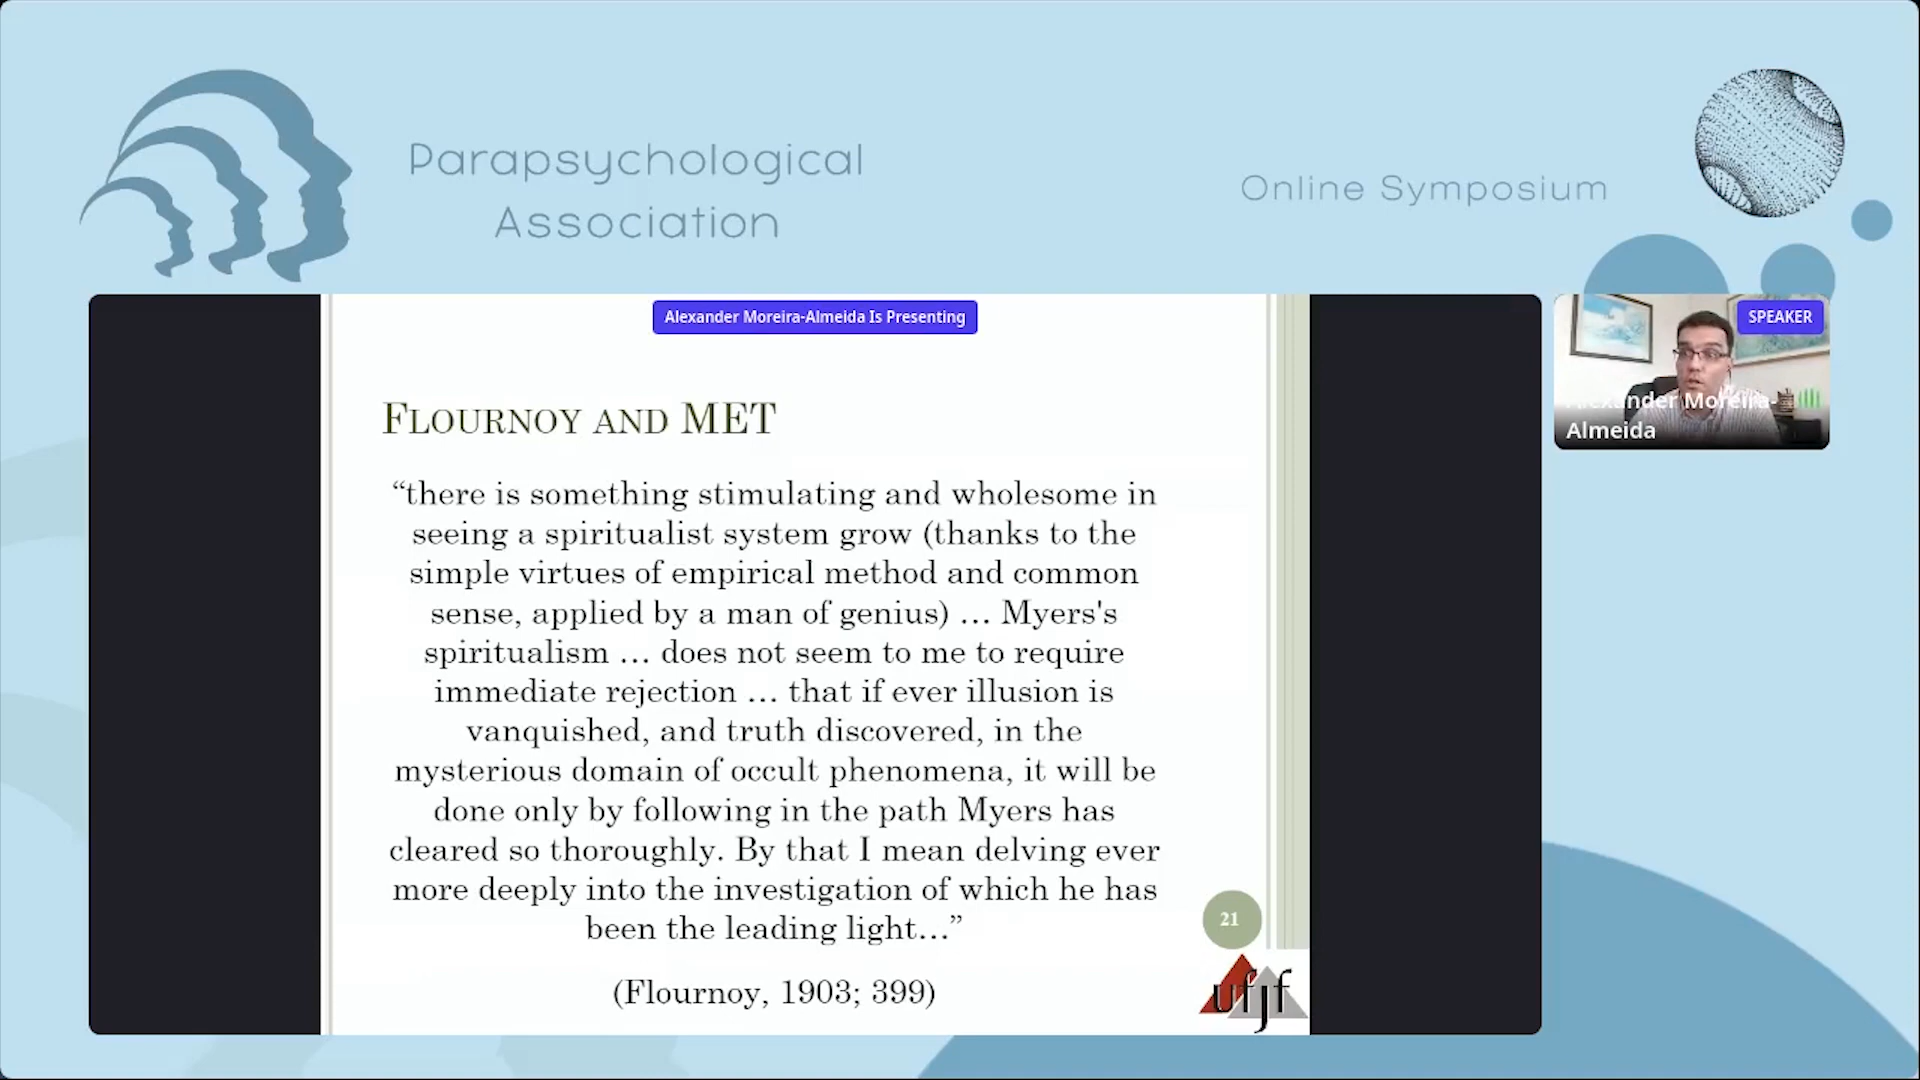 Parapsychological
Association
Online Symposium
Alexander Moreira-Almeida Is Presenting
SPEAKER
Alexander Moreira-
Almeida
FLOURNOY AND MET
“there is something stimulating and wholesome in
seeing a spiritualist system grow (thanks to the
simple virtues of empirical method and common
sense, applied by a man of genius) … Myers's
spiritualism … does not seem to me to require
immediate rejection … that if ever illusion is
vanquished, and truth discovered, in the
mysterious domain of occult phenomena, it will be
done only by following in the path Myers has
cleared so thoroughly. By that I mean delving ever
more deeply into the investigation of which he has
been the leading light…”
(Flournoy, 1903; 399)
21
ufjf